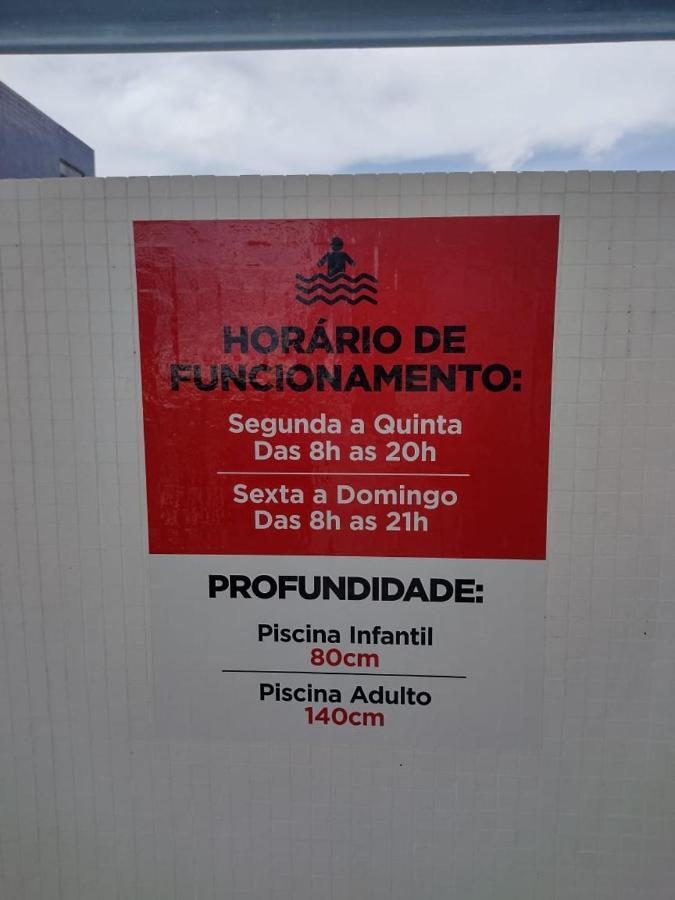 HORÁRIO DE
FUNCIONAMENTO:
Segunda a Quinta
Das 8h as 20h
Sexta a Domingo
Das 8h as 21h
PROFUNDIDADE:
Piscina Infantil
80cm
Piscina Adulto
140cm